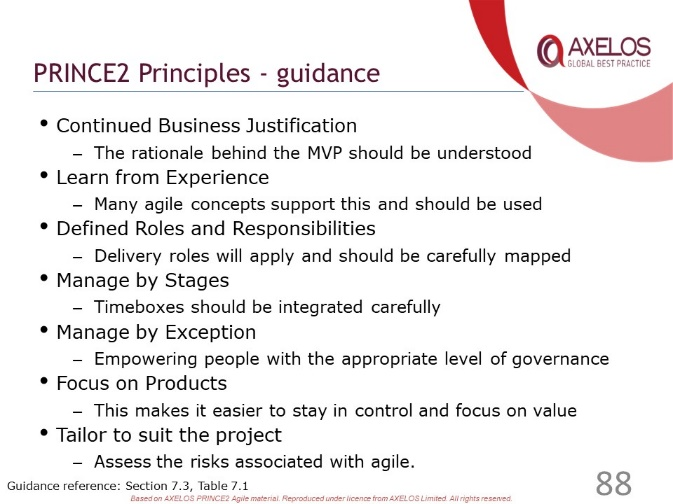 AXELOS
GLOBAL BEST PRACTICE
PRINCE2 Principles - guidance
• Continued Business Justification
– The rationale behind the MVP should be understood
• Learn from Experience
– Many agile concepts support this and should be used
• Defined Roles and Responsibilities
– Delivery roles will apply and should be carefully mapped
• Manage by Stages
– Timeboxes should be integrated carefully
• Manage by Exception
– Empowering people with the appropriate level of governance
• Focus on Products
– This makes it easier to stay in control and focus on value
• Tailor to suit the project
– Assess the risks associated with agile.
Guidance reference: Section 7.3, Table 7.1
88
Based on AXELOS PRINCE2 Agile material. Reproduced under licence from AXELOS Limited. All rights reserved.